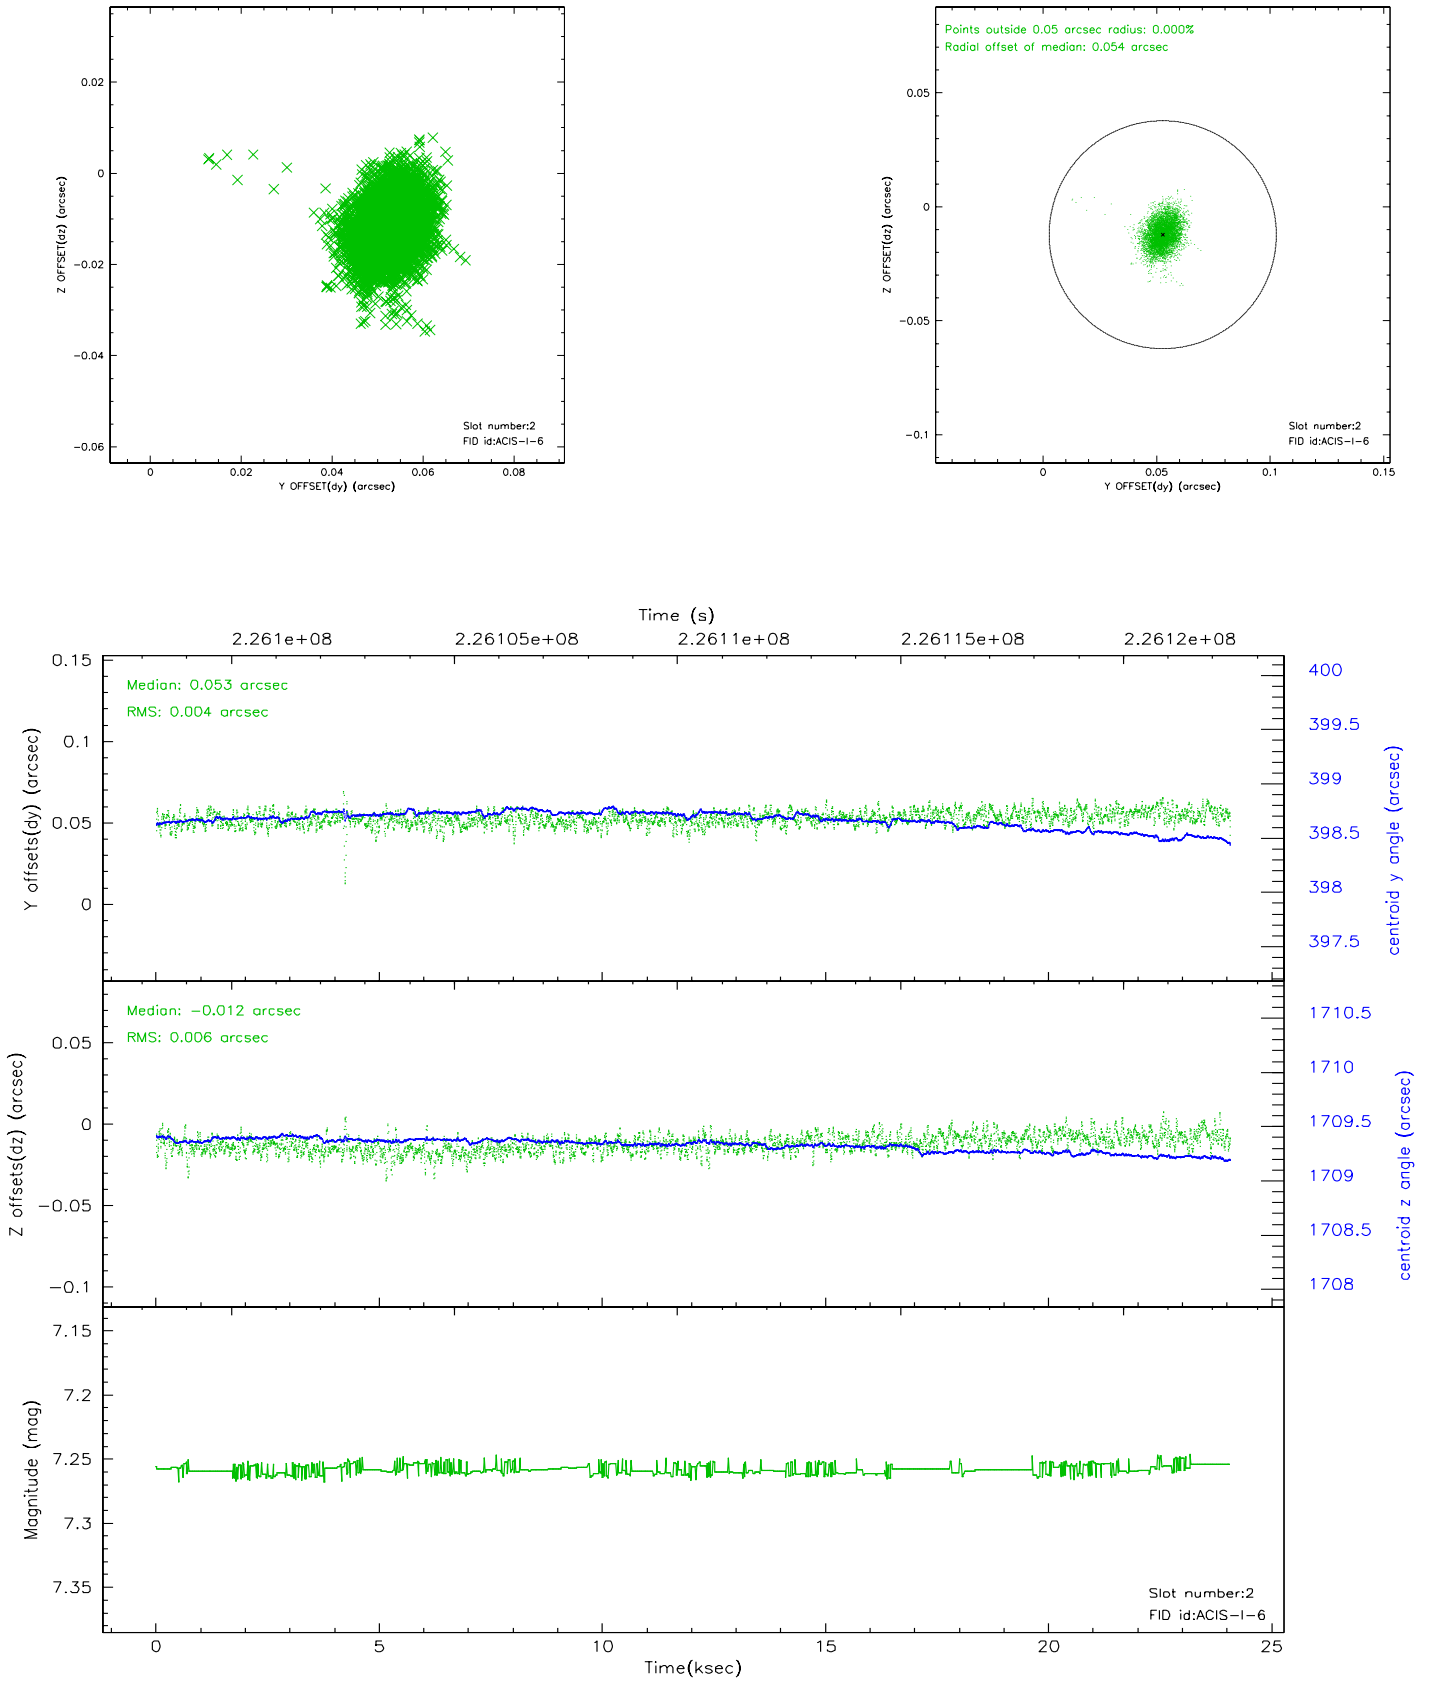 0.02
0
−0.02
−0.04
−0.06
Z OFFSET(dz) (arcsec)
0
0.02
0.04
0.06
0.08
Y OFFSET(dy) (arcsec)
Slot number:2
FID id:ACIS−I−6
Points outside 0.05 arcsec radius: 0.000%
Radial offset of median: 0.054 arcsec
0.05
0
−0.05
−0.1
Z OFFSET(dz) (arcsec)
0
0.05
0.1
0.15
Y OFFSET(dy) (arcsec)
Slot number:2
FID id:ACIS−I−6
Time (s)
2.261e+08
2.26105e+08
2.2611e+08
2.26115e+08
2.2612e+08
0.15
0.1
0.05
0
Y offsets(dy) (arcsec)
Median: 0.053 arcsec
RMS: 0.004 arcsec
400
399.5
399
398.5
398
397.5
centroid y angle (arcsec)
0.05
0
−0.05
−0.1
Z offsets(dz) (arcsec)
Median: −0.012 arcsec
RMS: 0.006 arcsec
1710.5
1710
1709.5
1709
1708.5
1708
centroid z angle (arcsec)
7.15
7.2
7.25
7.3
7.35
Magnitude (mag)
Slot number:2
FID id:ACIS−I−6
0
5
10
15
20
25
Time(ksec)